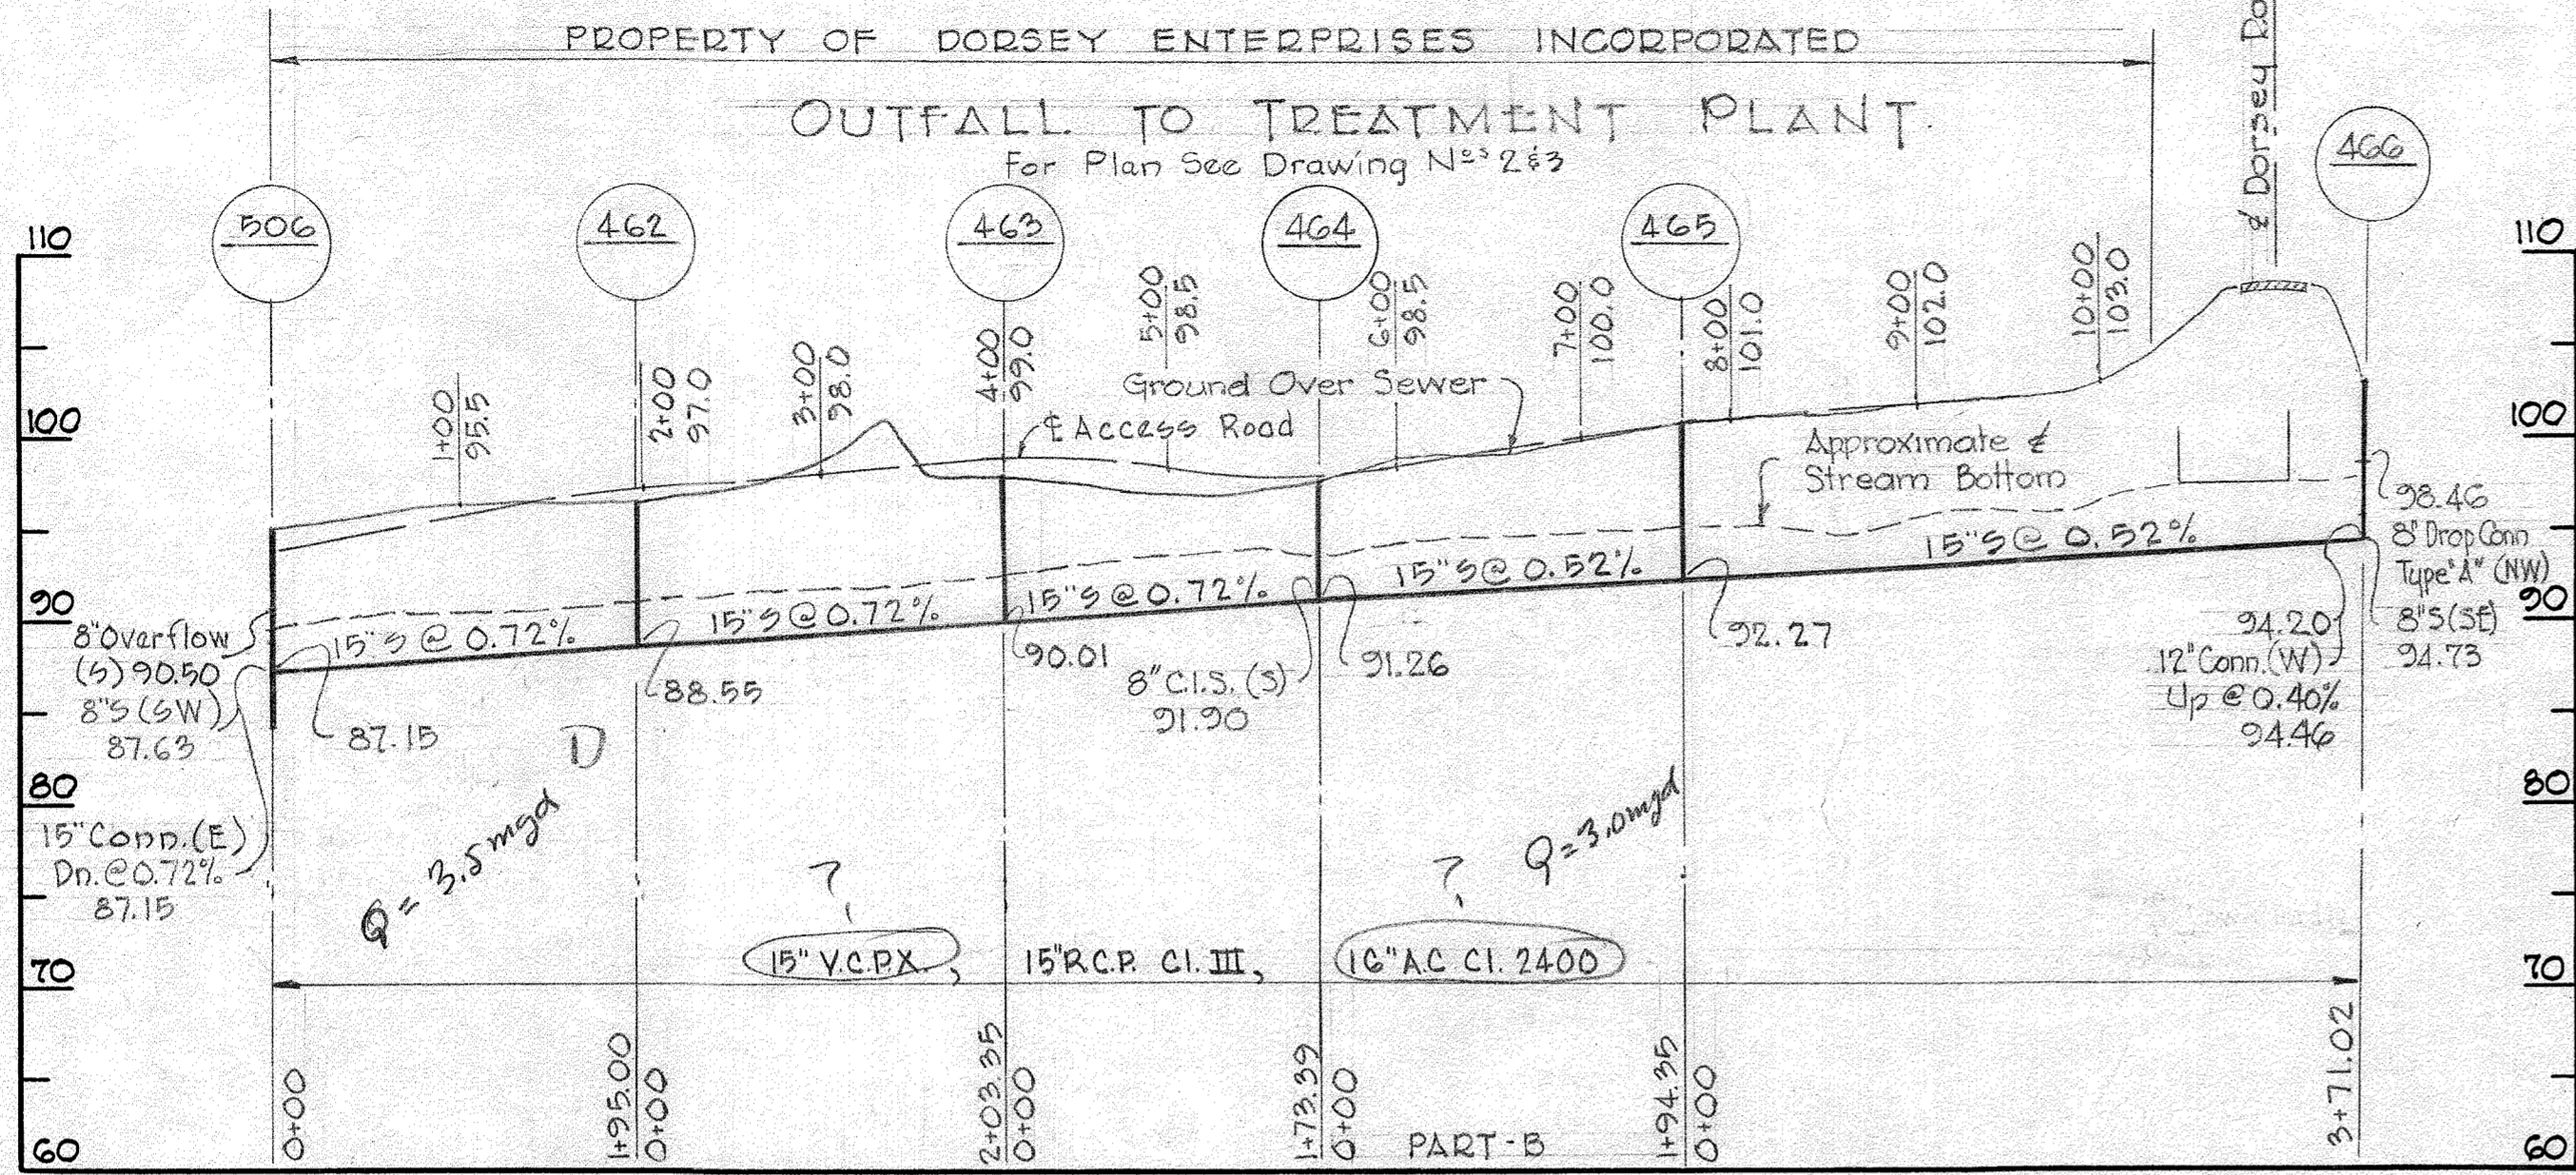 PROPERTY OF DORSEY ENTERPRISES INCORPORATED
OUTFALL TO TREATMENT PLANT
For Plan See Drawing Nos 2&3
℄ Dorsey
506
462
463
464
465
466
110
100
90
80
70
60
110
100
90
80
70
60
1+00
95.5
2+00
97.0
3+00
98.0
4+00
99.0
5+00
98.5
6+00
98.5
7+00
100.0
8+00
101.0
9+00
102.0
10+00
103.0
Ground Over Sewer
℄ Access Road
Approximate ℄
Stream Bottom
15"S @ 0.72%
15"S @ 0.72%
15"S @ 0.72%
15"S @ 0.52%
15"S @ 0.52%
8"Overflow
(S) 90.50
8"S (SW)
87.63
15"Conn.(E)
Dn.@0.72%
87.15
87.15
88.55
90.01
8"C.I.S. (S)
91.90
91.26
92.27
98.46
8"Drop Conn
Type"A" (NW)
8"S(SE)
94.73
94.20
12"Conn.(W)
Up @ 0.40%
94.46
D
Q = 3.5 mgd
Q = 3.0 mgd
?
?
15" V.C.P.X., 15"R.C.P. Cl. III, 16"A.C Cl. 2400
0+00
1+95.00
0+00
2+03.35
0+00
1+73.39
0+00
PART-B
1+94.35
0+00
3+71.02